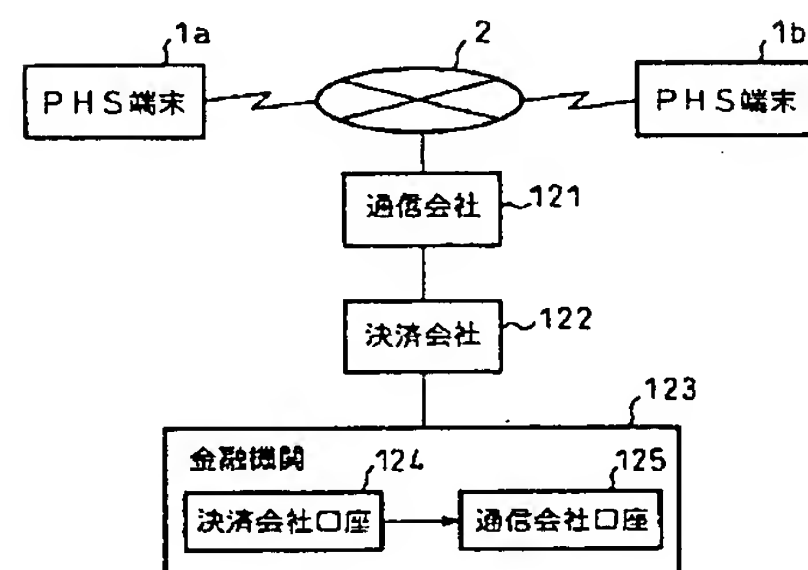 1a
2
1b
PHS端末
PHS端末
通信会社
121
決済会社
122
123
金融機関
124
125
決済会社口座
通信会社口座